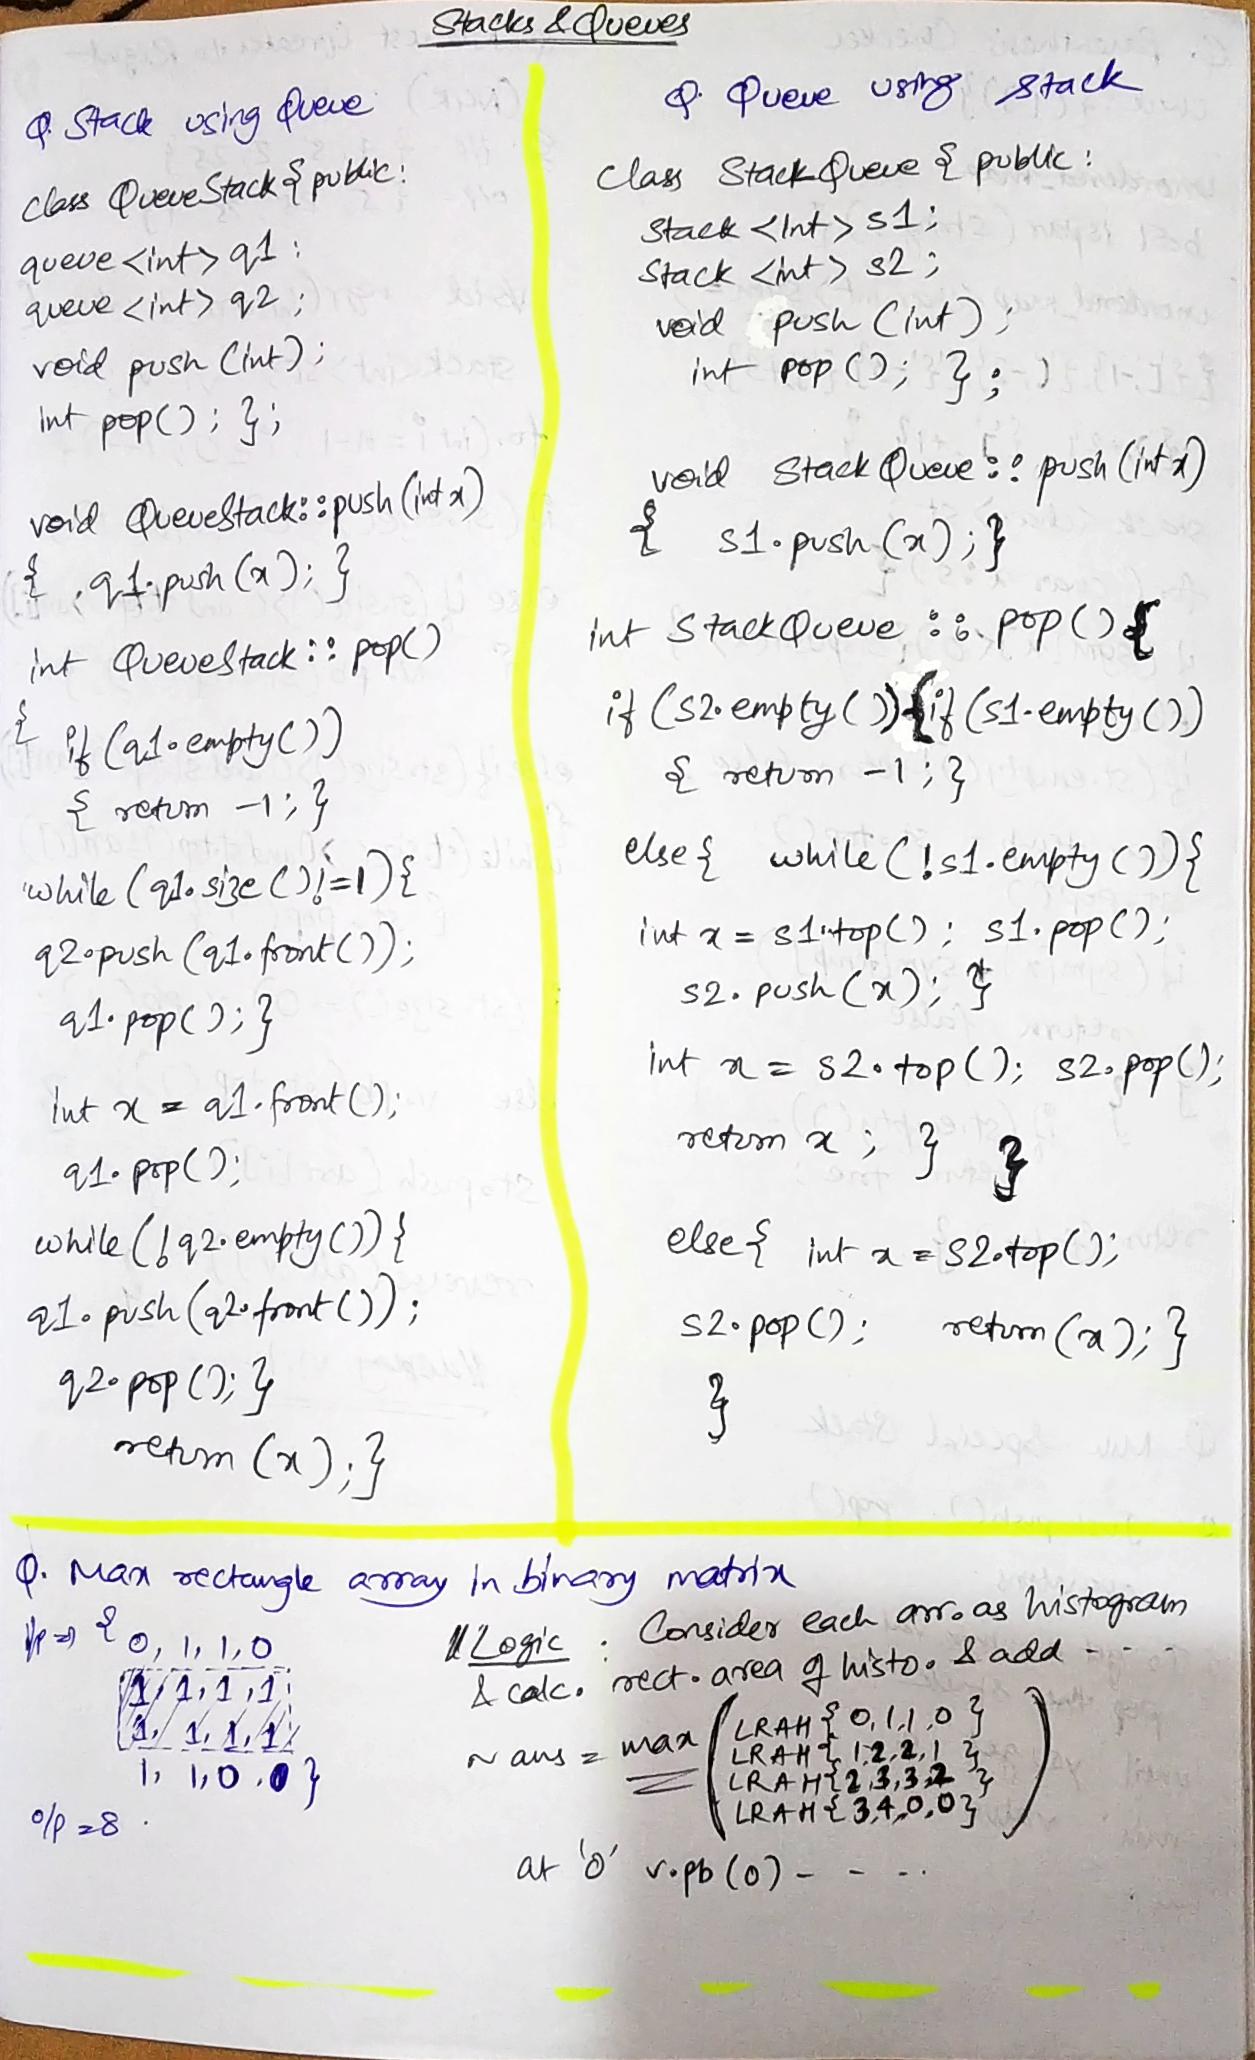 Stacks & Queues
Q. Stack using Queue
class QueueStack { public:
queue <int> q1 ;
queue <int> q2 ;
void push (int) ;
int pop() ; } ;
void QueueStack::push (int x)
{ q1.push (x) ; }
int QueueStack :: pop()
{ if (q1.empty())
{ return -1 ; }
while (q1.size() != 1) {
q2.push (q1.front()) ;
q1.pop() ; }
int x = q1.front() ;
q1.pop() ;
while (!q2.empty()) {
q1.push (q2.front()) ;
q2.pop() ; }
return (x) ; }
Q. Queue using stack
class StackQueue { public :
stack <int> s1 ;
stack <int> s2 ;
void push (int) ;
int pop () ; } ;
void StackQueue :: push (int x)
{ s1.push (x) ; }
int StackQueue :: pop () {
if (s2.empty()) { if (s1.empty())
{ return -1 ; }
else { while (!s1.empty()) {
int x = s1.top() ; s1.pop() ;
s2.push (x) ; }
int x = s2.top() ; s2.pop() ;
return x ; } }
else { int x = s2.top() ;
s2.pop() ; return (x) ; }
}
Q. Max rectangle array in binary matrix
i/p => { 0, 1, 1, 0
1, 1, 1, 1,
1, 1, 1, 1,
1, 1, 0, 0 }
o/p = 8
// Logic : Consider each arr. as histogram
& calc. rect. area of histo. & add - - -
~ ans = max ( LRAH { 0,1,1,0 }
LRAH { 1,2,2,1 }
LRAH { 2,3,3,2 }
LRAH { 3,4,0,0 } )
at '0' v.pb (0) - - - ..